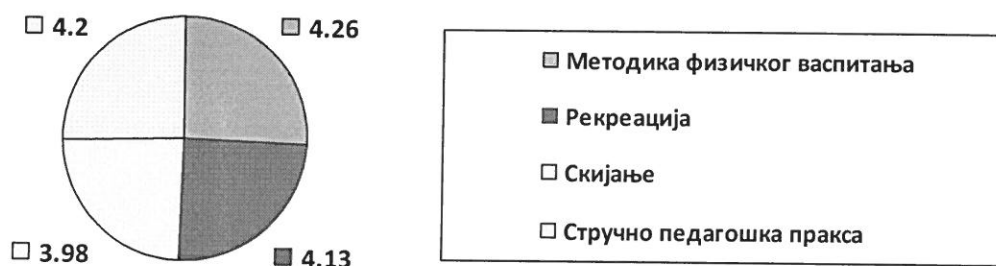 4.2
4.26
3.98
4.13
Методика физичког васпитања
Рекреација
Скијање
Стручно педагошка пракса